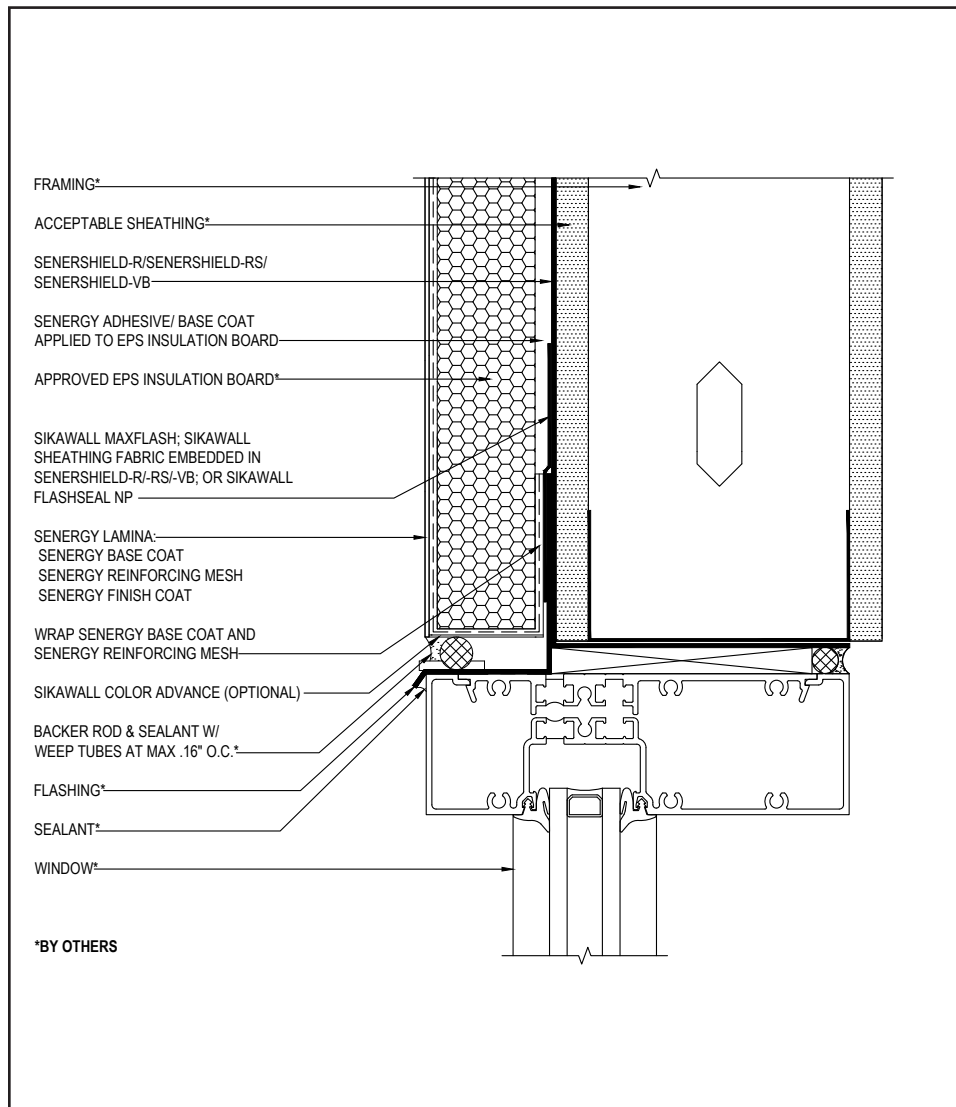 FRAMING*
ACCEPTABLE SHEATHING*
SENERSHIELD-R/SENERSHIELD-RS/
SENERSHIELD-VB
SENERGY ADHESIVE/ BASE COAT
APPLIED TO EPS INSULATION BOARD
APPROVED EPS INSULATION BOARD*
SIKAWALL MAXFLASH; SIKAWALL
SHEATHING FABRIC EMBEDDED IN
SENERSHIELD-R/-RS/-VB; OR SIKAWALL
FLASHSEAL NP
SENERGY LAMINA:
SENERGY BASE COAT
SENERGY REINFORCING MESH
SENERGY FINISH COAT
WRAP SENERGY BASE COAT AND
SENERGY REINFORCING MESH
SIKAWALL COLOR ADVANCE (OPTIONAL)
BACKER ROD & SEALANT W/
WEEP TUBES AT MAX .16" O.C.*
FLASHING*
SEALANT*
WINDOW*
*BY OTHERS